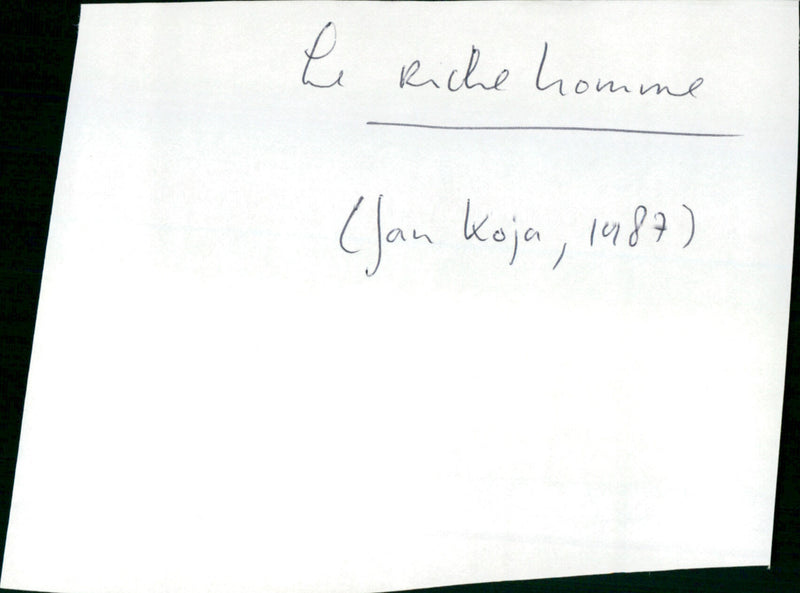 Le riche homme
(Jan Koja, 1987)